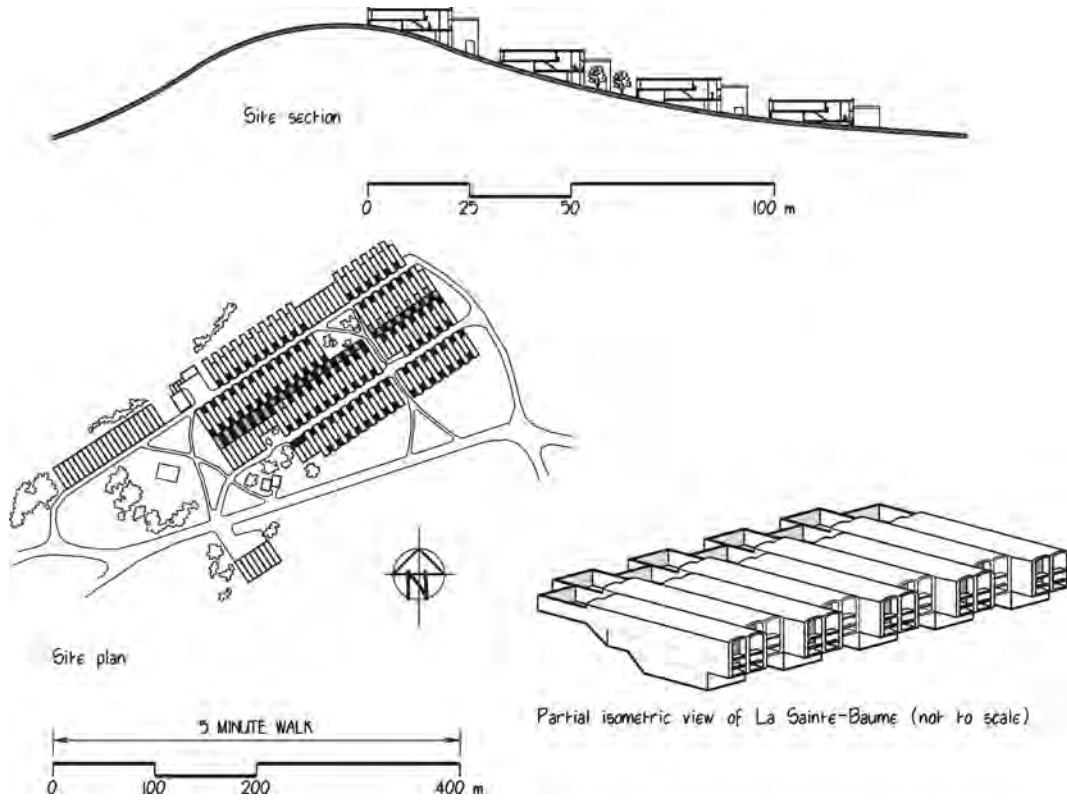 Site section
0 25 50 100 m
N
Site plan
5 MINUTE WALK
0 100 200 400 m
Partial isometric view of La Sainte-Baume (not to scale)